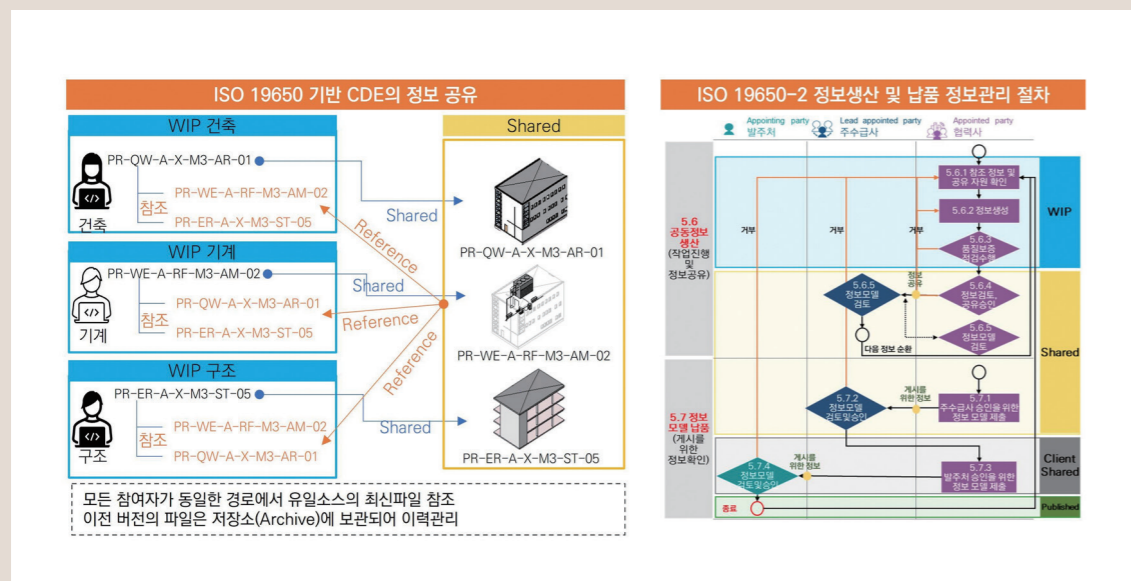 ISO 19650 기반 CDE의 정보 공유
WIP 건축
PR-QW-A-X-M3-AR-01
PR-WE-A-RF-M3-AM-02
참조
PR-ER-A-X-M3-ST-05
건축
WIP 기계
PR-WE-A-RF-M3-AM-02
PR-QW-A-X-M3-AR-01
참조
PR-ER-A-X-M3-ST-05
기계
WIP 구조
PR-ER-A-X-M3-ST-05
PR-WE-A-RF-M3-AM-02
참조
PR-QW-A-X-M3-AR-01
구조
Shared
Reference
Shared
Reference
Reference
Shared
Shared
PR-QW-A-X-M3-AR-01
PR-WE-A-RF-M3-AM-02
PR-ER-A-X-M3-ST-05
모든 참여자가 동일한 경로에서 유일소스의 최신파일 참조
이전 버전의 파일은 저장소(Archive)에 보관되어 이력관리
ISO 19650-2 정보생산 및 납품 정보관리 절차
Appointing party
발주처
Lead appointed party
주수급사
Appointed party
협력사
5.6
공동정보
생산
(작업진행
및
정보공유)
거부
거부
거부
5.6.1 참조 정보 및
공유 자원 확인
5.6.2 정보생성
5.6.3
품질보증
점검수행
WIP
정보
공유
5.6.5
정보모델
검토
5.6.4
정보검토,
공유승인
5.6.5
정보모델
검토
다음 정보 순환
Shared
5.7 정보
모델 납품
(게시를
위한
정보확인)
5.7.2
정보모델
검토및승인
게시를
위한 정보
5.7.1
주수급사 승인을 위한
정보 모델 제출
5.7.4
정보모델
검토및승인
게시를
위한 정보
5.7.3
발주처 승인을 위한
정보 모델 제출
Client
Shared
종료
Published